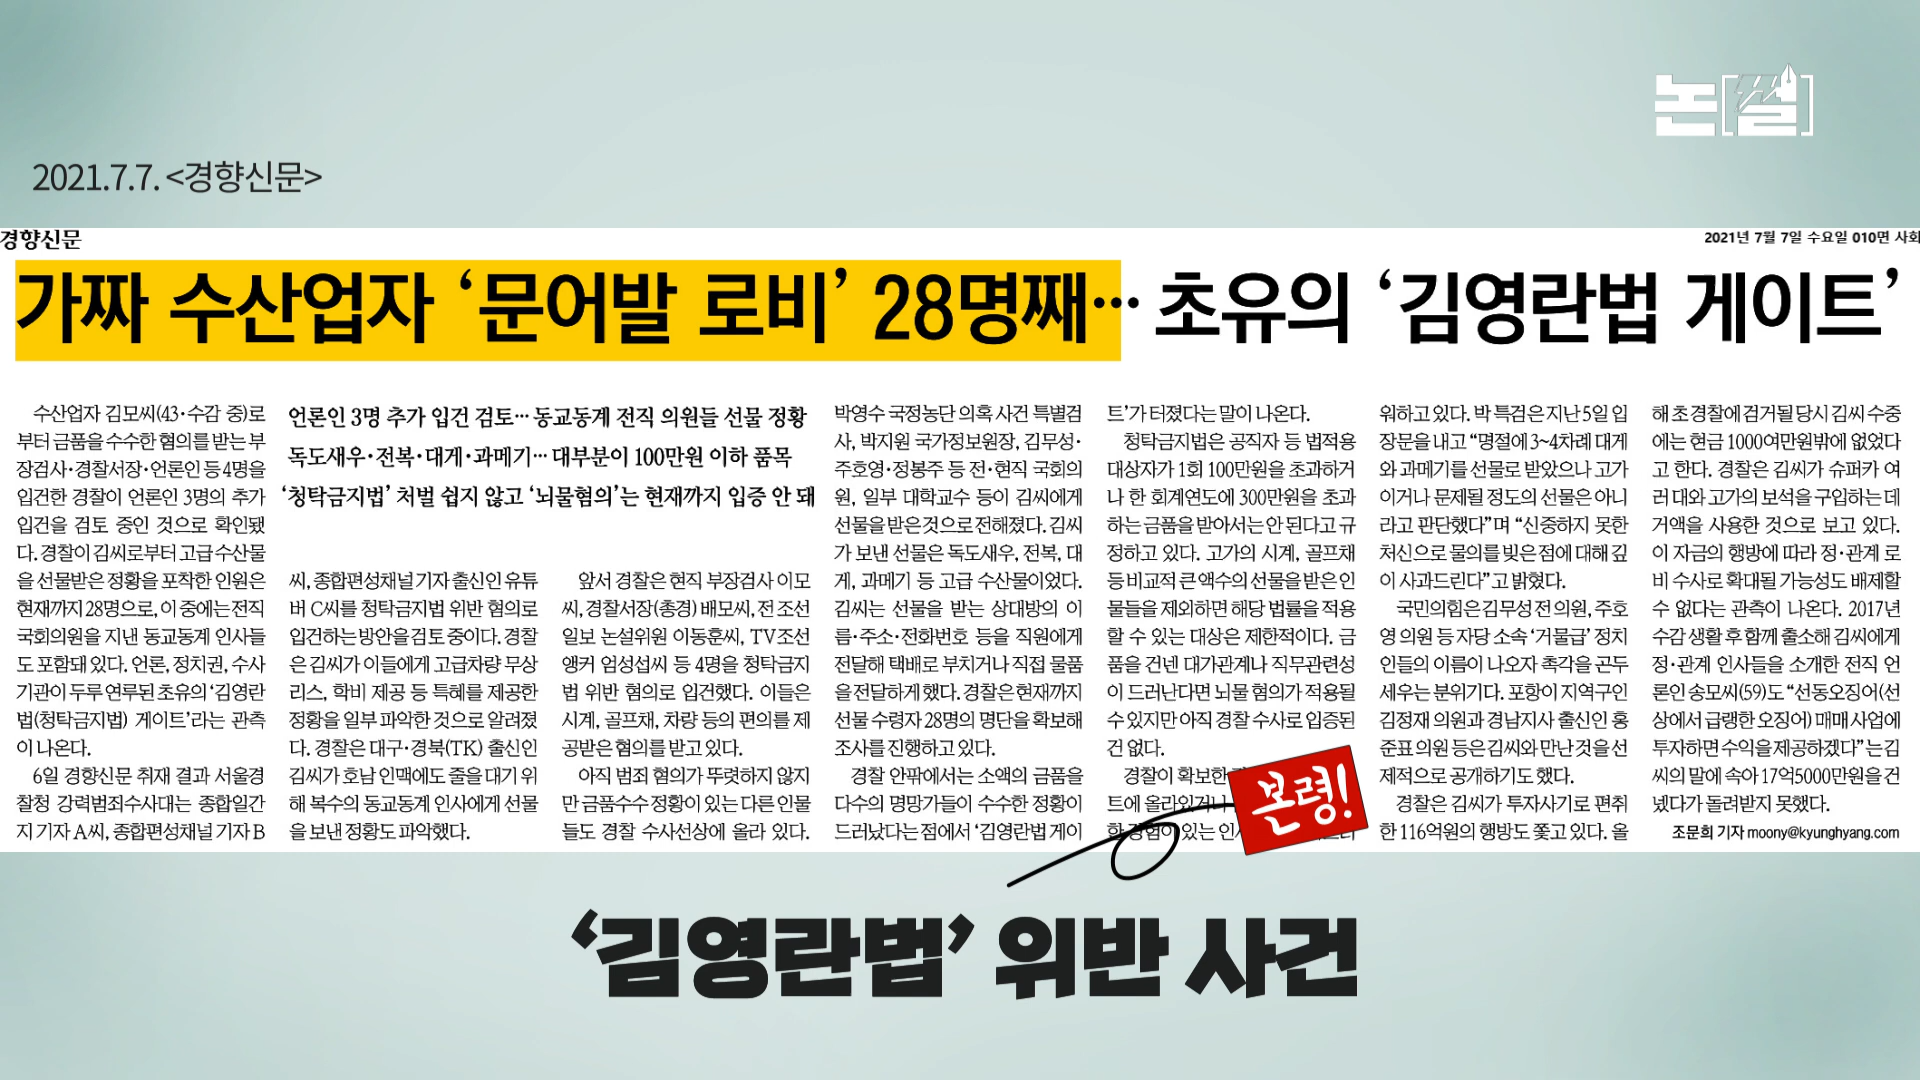 논[썰]
2021.7.7. <경향신문>
경향신문
2021년 7월 7일 수요일 010면 사회
가짜 수산업자 ‘문어발 로비’ 28명째… 초유의 ‘김영란법 게이트’
수산업자 김모씨(43·수감 중)로
부터 금품을 수수한 혐의를 받는 부
장검사·경찰서장·언론인 등 4명을
입건한 경찰이 언론인 3명의 추가
입건을 검토 중인 것으로 확인됐
다. 경찰이 김씨로부터 고급 수산물
을 선물받은 정황을 포착한 인원은
현재까지 28명으로, 이 중에는 전직
국회의원을 지낸 동교동계 인사들
도 포함돼 있다. 언론, 정치권, 수사
기관이 두루 연루된 초유의 ‘김영란
법(청탁금지법) 게이트’라는 관측
이 나온다.
6일 경향신문 취재 결과 서울경
찰청 강력범죄수사대는 종합일간
지 기자 A씨, 종합편성채널 기자 B
언론인 3명 추가 입건 검토… 동교동계 전직 의원들 선물 정황
독도새우·전복·대게·과메기… 대부분이 100만원 이하 품목
‘청탁금지법’ 처벌 쉽지 않고 ‘뇌물혐의’는 현재까지 입증 안 돼
씨, 종합편성채널 기자 출신인 유튜
버 C씨를 청탁금지법 위반 혐의로
입건하는 방안을 검토 중이다. 경찰
은 김씨가 이들에게 고급차량 무상
리스, 학비 제공 등 특혜를 제공한
정황을 일부 파악한 것으로 알려졌
다. 경찰은 대구·경북(TK) 출신인
김씨가 호남 인맥에도 줄을 대기 위
해 복수의 동교동계 인사에게 선물
을 보낸 정황도 파악했다.
앞서 경찰은 현직 부장검사 이모
씨, 경찰서장(총경) 배모씨, 전 조선
일보 논설위원 이동훈씨, TV조선
앵커 엄성섭씨 등 4명을 청탁금지
법 위반 혐의로 입건했다. 이들은
시계, 골프채, 차량 등의 편의를 제
공받은 혐의를 받고 있다.
아직 범죄 혐의가 뚜렷하지 않지
만 금품수수 정황이 있는 다른 인물
들도 경찰 수사선상에 올라 있다.
박영수 국정농단 의혹 사건 특별검
사, 박지원 국가정보원장, 김무성·
주호영·정봉주 등 전·현직 국회의
원, 일부 대학교수 등이 김씨에게
선물을 받은 것으로 전해졌다. 김씨
가 보낸 선물은 독도새우, 전복, 대
게, 과메기 등 고급 수산물이었다.
김씨는 선물을 받는 상대방의 이
름·주소·전화번호 등을 직원에게
전달해 택배로 부치거나 직접 물품
을 전달하게 했다. 경찰은 현재까지
선물 수령자 28명의 명단을 확보해
조사를 진행하고 있다.
경찰 안팎에서는 소액의 금품을
다수의 명망가들이 수수한 정황이
드러났다는 점에서 ‘김영란법 게이
트’가 터졌다는 말이 나온다.
청탁금지법은 공직자 등 법적용
대상자가 1회 100만원을 초과하거
나 한 회계연도에 300만원을 초과
하는 금품을 받아서는 안 된다고 규
정하고 있다. 고가의 시계, 골프채
등 비교적 큰 액수의 선물을 받은 인
물들을 제외하면 해당 법률을 적용
할 수 있는 대상은 제한적이다. 금
품을 건넨 대가관계나 직무관련성
이 드러난다면 뇌물 혐의가 적용될
수 있지만 아직 경찰 수사로 입증된
건 없다.
경찰이 확보한
트에 올라있거나
한 경험이 있는 인
워하고 있다. 박 특검은 지난 5일 입
장문을 내고 “명절에 3~4차례 대게
와 과메기를 선물로 받았으나 고가
이거나 문제될 정도의 선물은 아니
라고 판단했다”며 “신중하지 못한
처신으로 물의를 빚은 점에 대해 깊
이 사과드린다”고 밝혔다.
국민의힘은 김무성 전 의원, 주호
영 의원 등 자당 소속 ‘거물급’ 정치
인들의 이름이 나오자 촉각을 곤두
세우는 분위기다. 포항이 지역구인
김정재 의원과 경남지사 출신인 홍
준표 의원 등은 김씨와 만난 것을 선
제적으로 공개하기도 했다.
경찰은 김씨가 투자사기로 편취
한 116억원의 행방도 쫓고 있다. 올
해 초 경찰에 검거될 당시 김씨 수중
에는 현금 1000여만원밖에 없었다
고 한다. 경찰은 김씨가 슈퍼카 여
러 대와 고가의 보석을 구입하는 데
거액을 사용한 것으로 보고 있다.
이 자금의 행방에 따라 정·관계 로
비 수사로 확대될 가능성도 배제할
수 없다는 관측이 나온다. 2017년
수감 생활 후 함께 출소해 김씨에게
정·관계 인사들을 소개한 전직 언
론인 송모씨(59)도 “선동오징어(선
상에서 급랭한 오징어) 매매 사업에
투자하면 수익을 제공하겠다”는 김
씨의 말에 속아 17억5000만원을 건
넸다가 돌려받지 못했다.
조문희 기자 moony@kyunghyang.com
본령!
‘김영란법’ 위반 사건